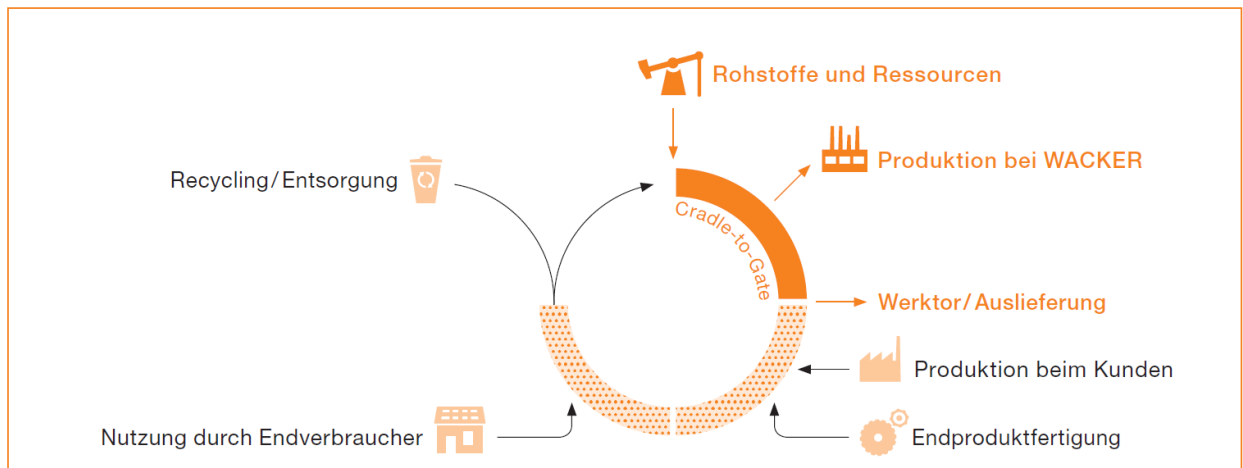 Rohstoffe und Ressourcen
Produktion bei WACKER
Recycling/Entsorgung
Cradle-to-Gate
Werktor/Auslieferung
Produktion beim Kunden
Nutzung durch Endverbraucher
Endproduktfertigung